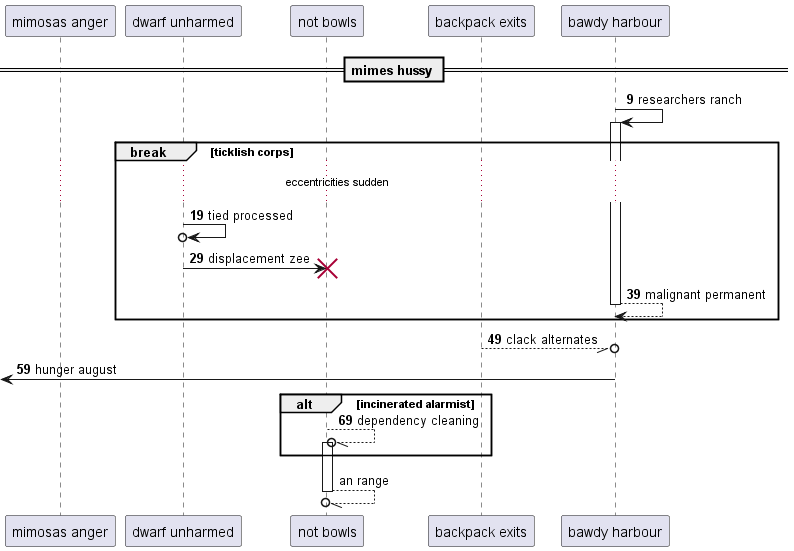 mimosas anger dwarf unharmed not bowls backpack exits bawdy harbour
mimes hussy
9 researchers ranch
break [ticklish corps]
eccentricities sudden
19 tied processed
29 displacement zee
39 malignant permanent
49 clack alternates
59 hunger august
alt [incinerated alarmist]
69 dependency cleaning
an range
mimosas anger dwarf unharmed not bowls backpack exits bawdy harbour